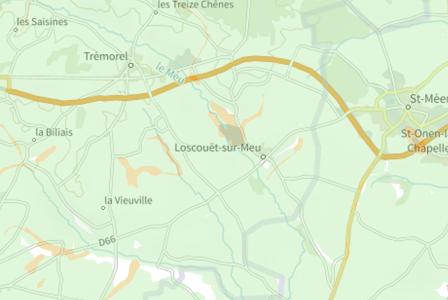 les Treize Chênes
les Saisines
Trémorel
le Meu
St-Méen
St-Onen-l
Chapelle
la Biliais
Loscouët-sur-Meu
la Vieuville
D66